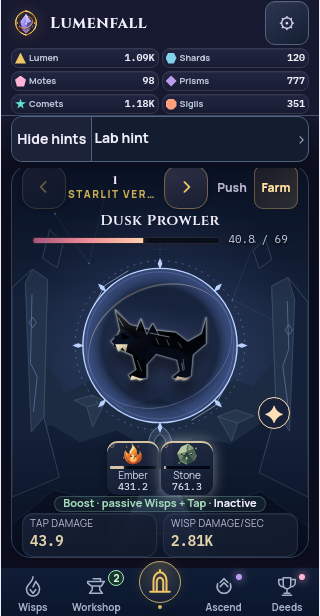 LUMENFALL
Lumen 1.09K
Shards 120
Motes 98
Prisms 777
Comets 1.18K
Sigils 351
Hide hints Lab hint
1
STARLIT VER…
Push Farm
DUSK PROWLER
40.8 / 69
Ember
431.2
Stone
761.3
Boost · passive Wisps + Tap · Inactive
TAP DAMAGE
43.9
WISP DAMAGE/SEC
2.81K
2
Wisps Workshop Ascend Deeds